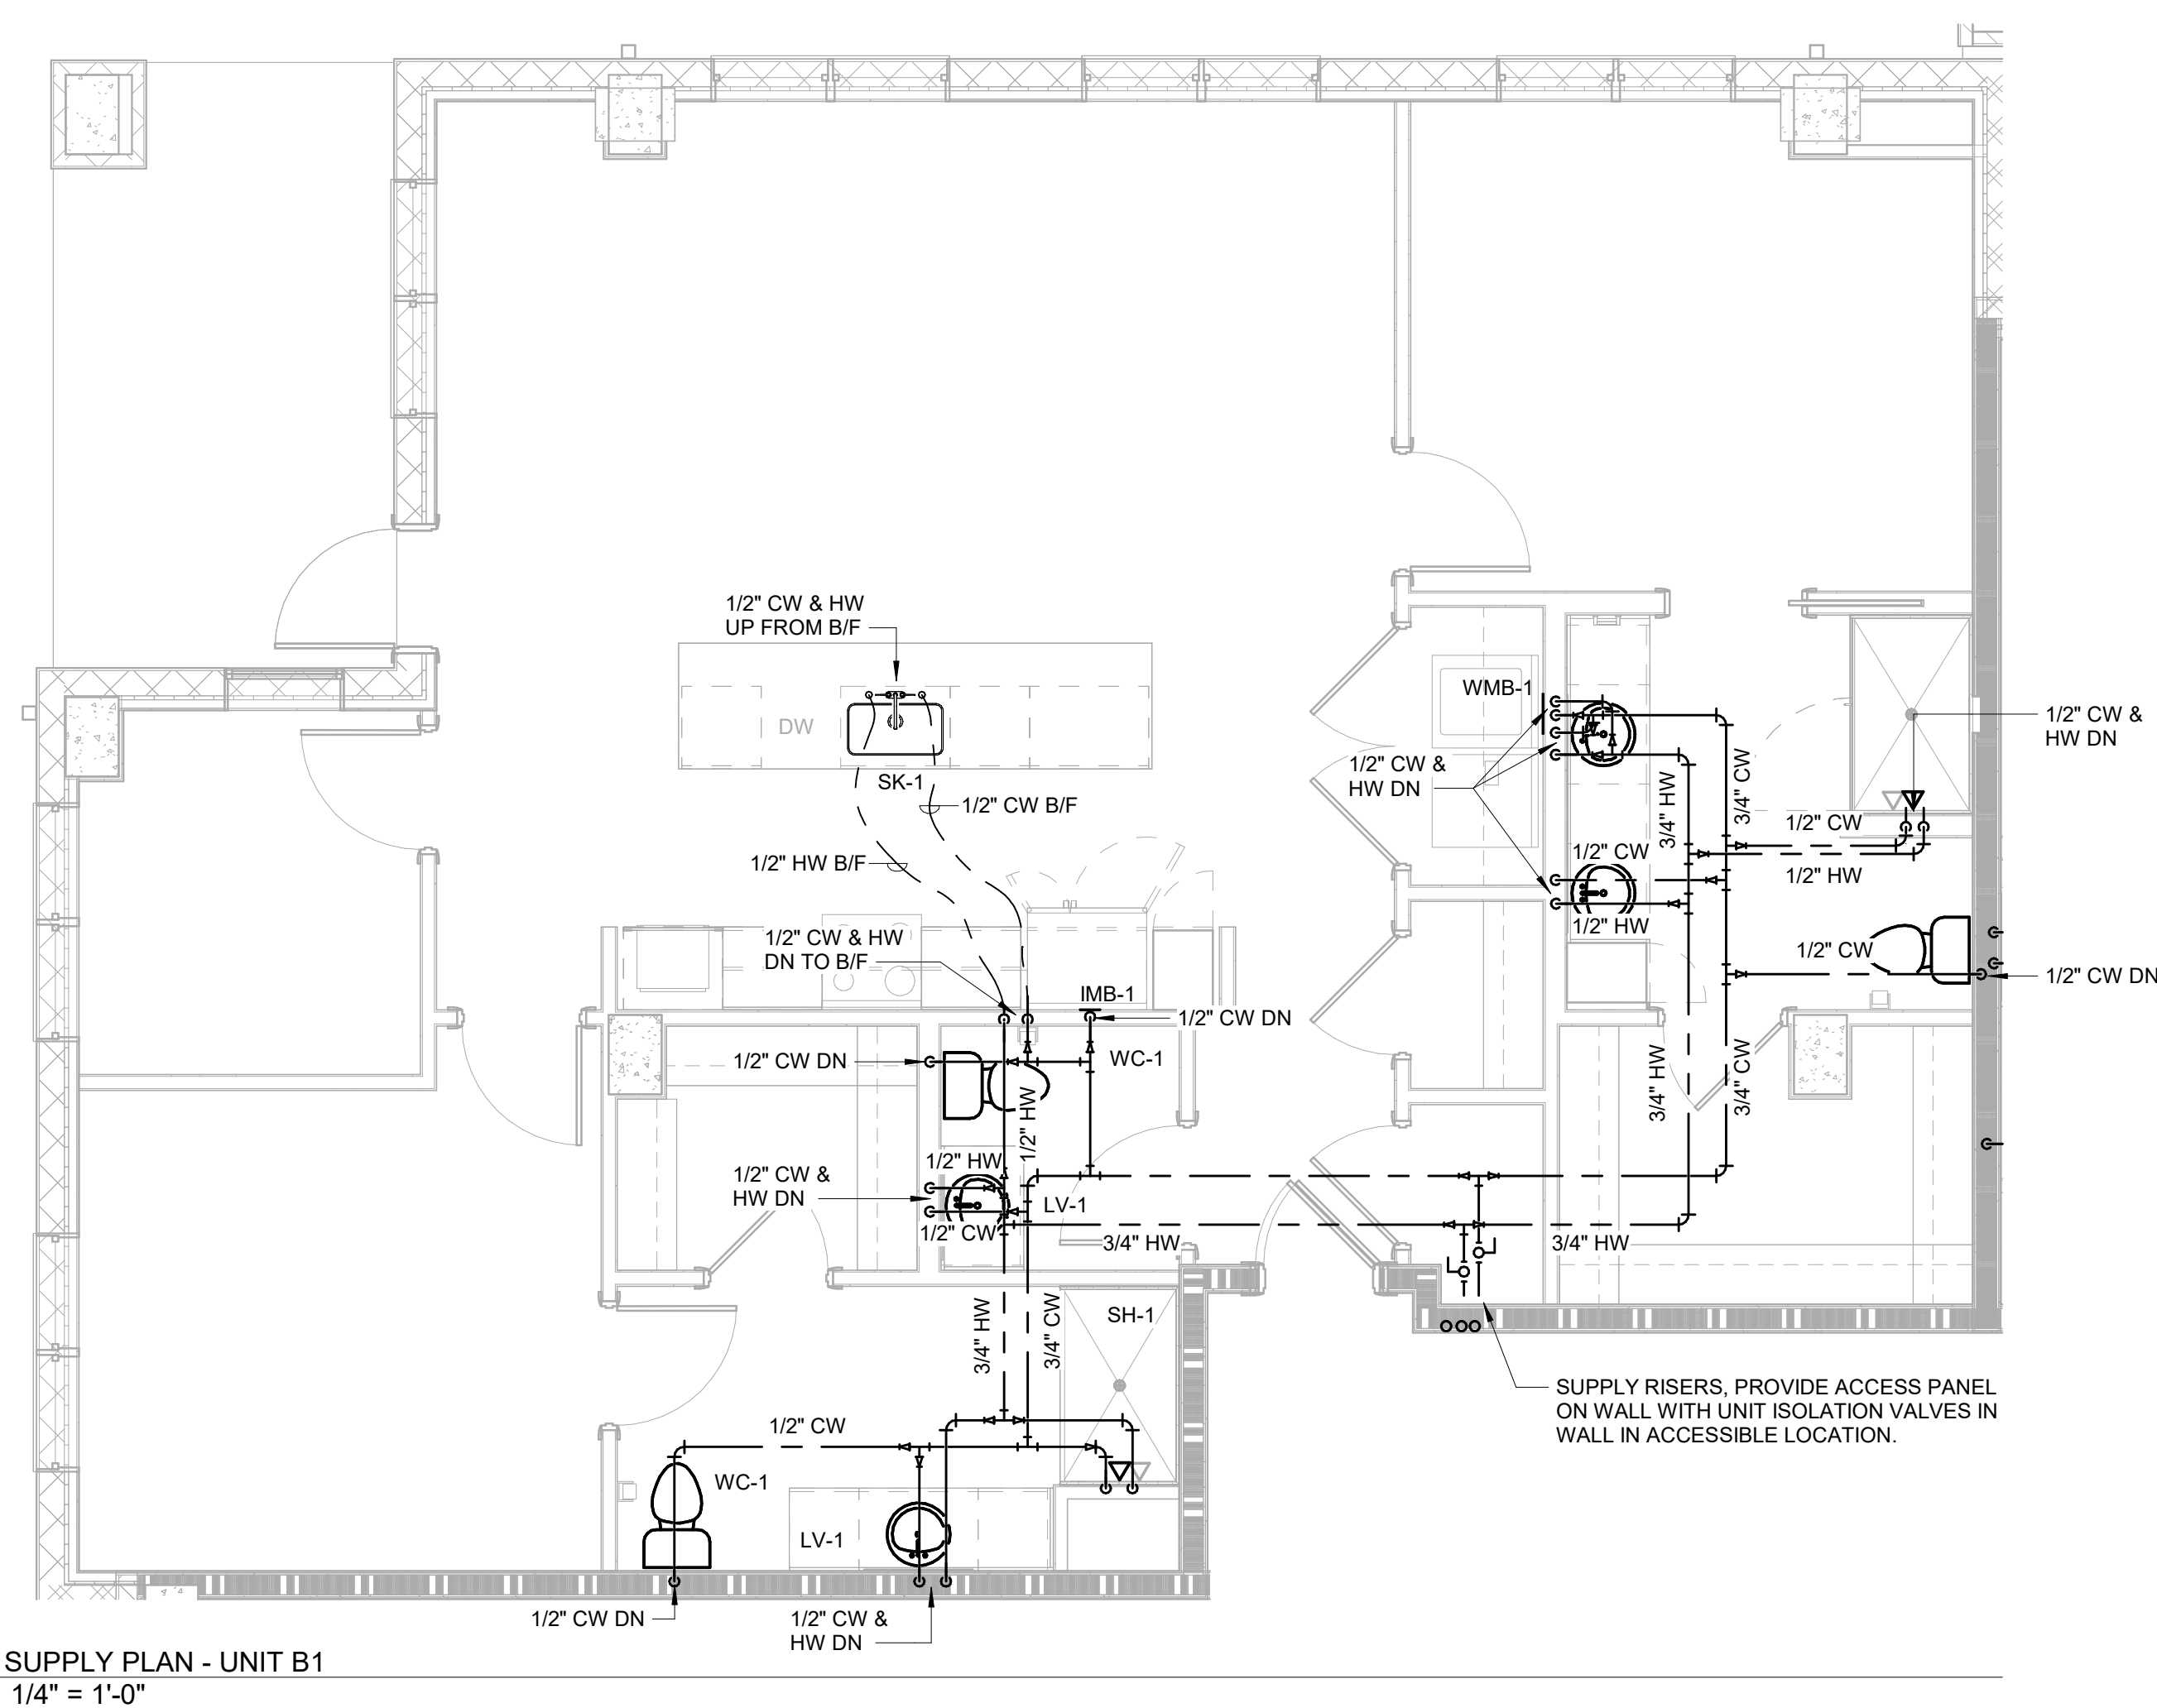 1/2" CW & HW
UP FROM B/F
DW
SK-1
1/2" CW B/F
1/2" HW B/F
1/2" CW & HW
DN TO B/F
IMB-1
1/2" CW DN
1/2" CW DN
WC-1
1/2" HW
1/2" HW
1/2" CW &
HW DN
LV-1
1/2" CW
3/4" HW
3/4" HW
3/4" HW
3/4" CW
SH-1
1/2" CW
WC-1
LV-1
1/2" CW DN
1/2" CW &
HW DN
WMB-1
1/2" CW &
HW DN
3/4" HW
3/4" CW
1/2" CW
1/2" HW
1/2" CW
1/2" HW
1/2" CW &
HW DN
1/2" CW
1/2" CW DN
3/4" HW
3/4" CW
SUPPLY RISERS, PROVIDE ACCESS PANEL
ON WALL WITH UNIT ISOLATION VALVES IN
WALL IN ACCESSIBLE LOCATION.
SUPPLY PLAN - UNIT B1
1/4" = 1'-0"